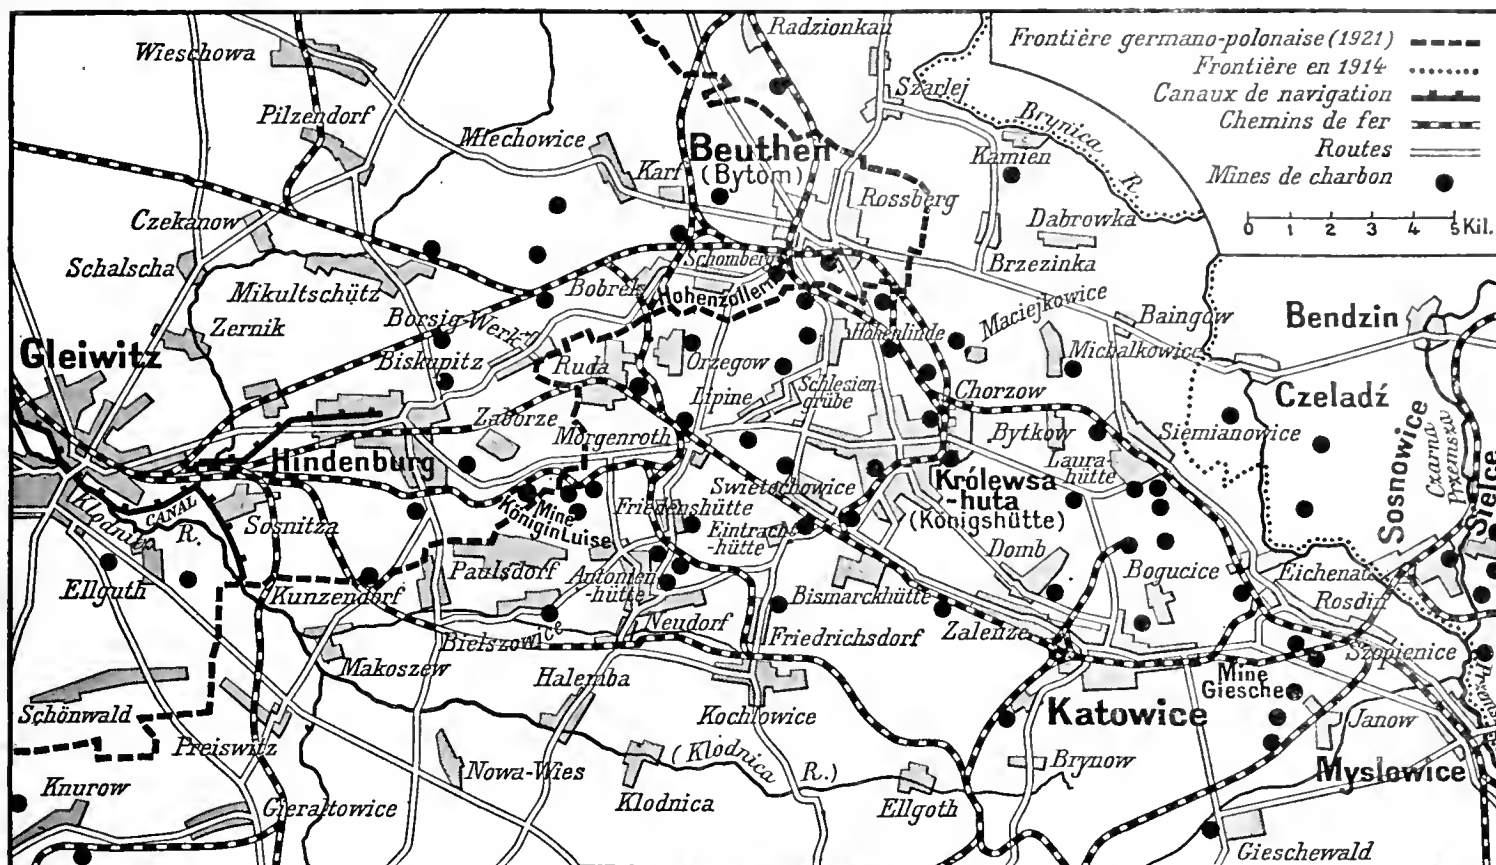 Radzionkau
Frontière germano-polonaise (1921)
Wieschowa
Frontière en 1914
Szarlej
Canaux de navigation
Pilzendorf
Brynica
R.
Chemins de fer
Miechowice
Beuthen
(Bytom)
Kamien
Routes
Karf
Mines de charbon
Rossberg
Czekanow
Dabrowka
0 1 2 3 4 5 Kil.
Schalscha
Schomberg
Brzezinka
Mikultschütz
Bobrek
Hohenzollern
Zernik
Borsig-Werk
Maciejkowice
Baingow
Bendzin
Gleiwitz
Biskupitz
Ruda
Orzegow
Hohenlinde
Michalkowice
Lipine
Schlesien-
grube
Chorzow
Czeladź
Zaborze
Morgenroth
Bytkow
Siemianowice
Hindenburg
Laura-
hütte
Sosnowice
Czarna
Przemsza
Sielce
Swietochowice
Królewsa
-huta
(Königshütte)
Klodnitz
R.
CANAL
Sosnitza
Mine
Königin Luise
Friedenshütte
Eintracht
-hütte
Domb
Ellguth
Kunzendorf
Paulsdorf
Antonien-
hütte
Bismarckhütte
Bogucice
Eichenau
Rosdin
Bielszowice
Neudorf
Friedrichsdorf
Zalenze
Makoszew
Halemba
Szopienice
Schönwald
Kochlowice
Katowice
Mine
Giesche
Janow
Preiswitz
Nowa-Wies
Klodnica
(Klodnica
R.)
Ellgoth
Brynow
Myslowice
Knurow
Gieraltowice
Gieschewald